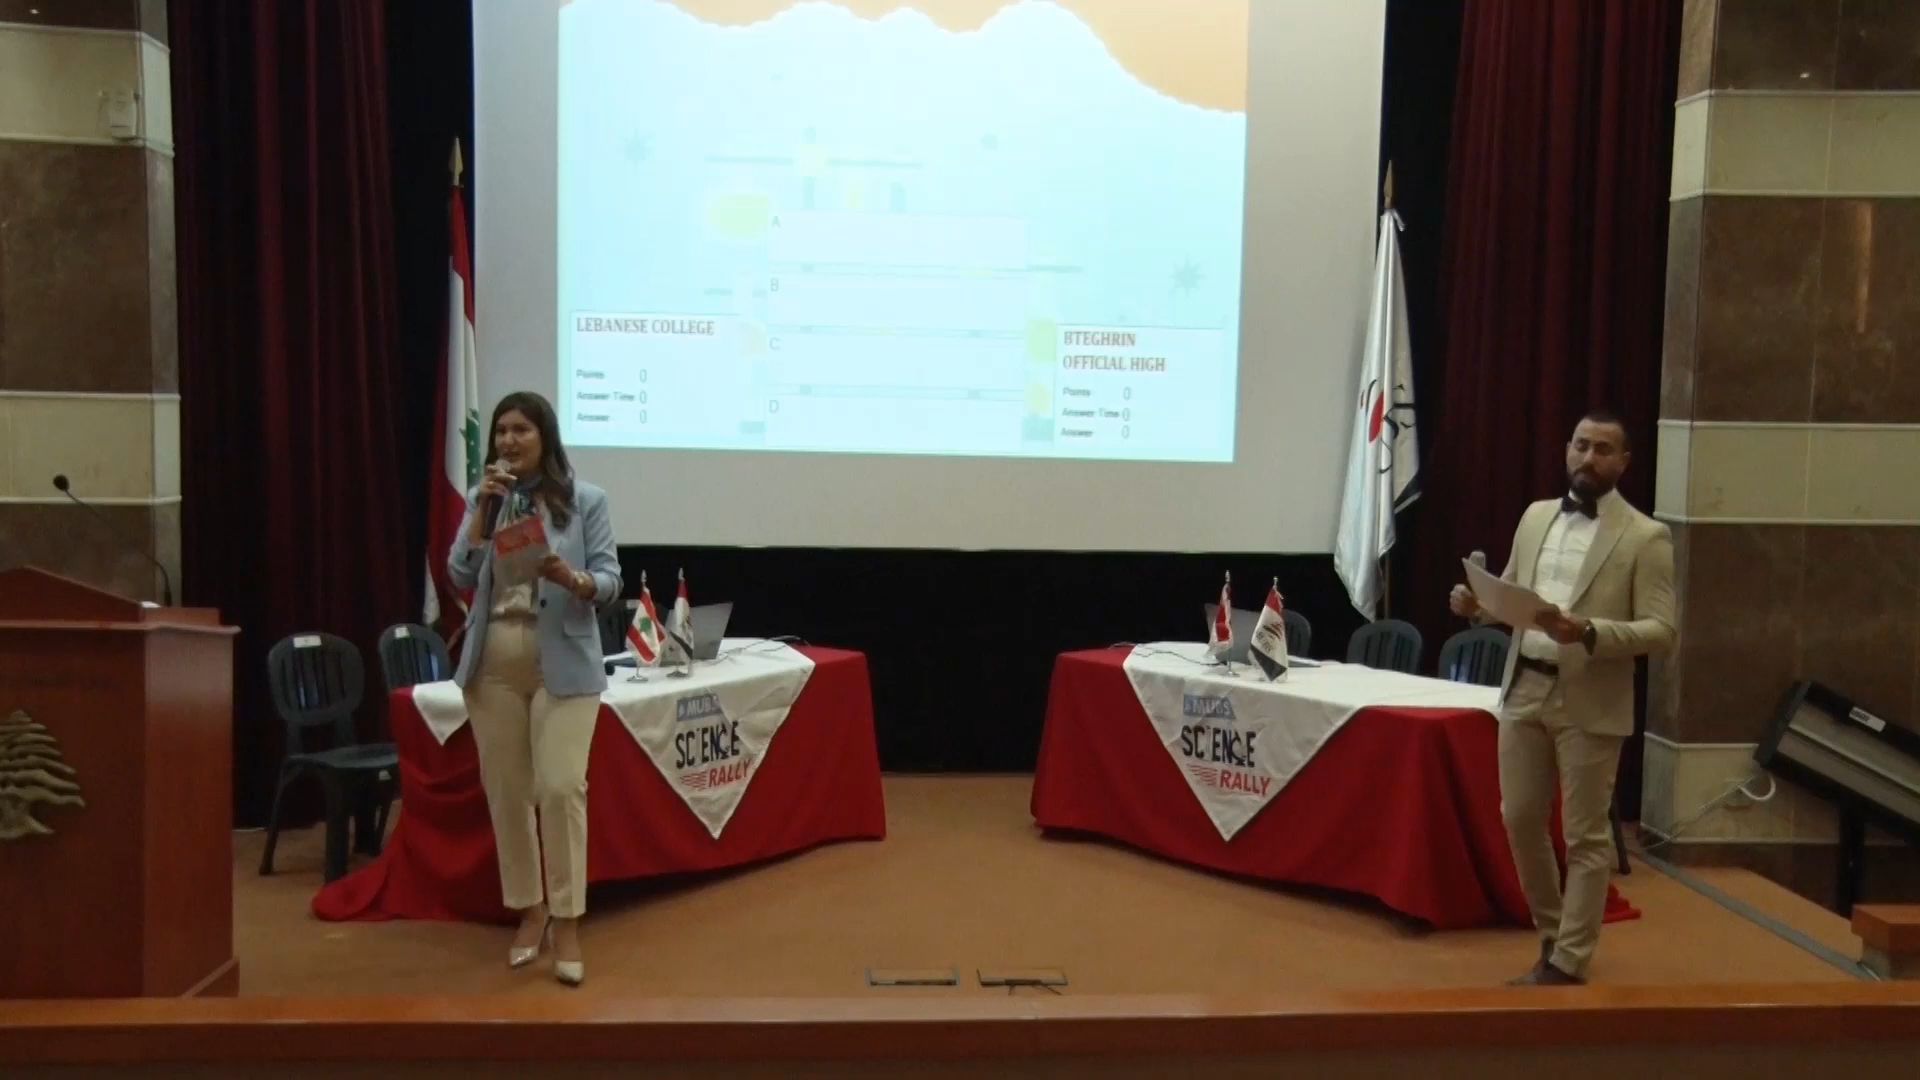 A
B
C
D
LEBANESE COLLEGE
Points 0
Answer Time 0
Answer 0
BTEGHRIN
OFFICIAL HIGH
Points 0
Answer Time 0
Answer 0
MUBS
SCIENCE
RALLY
MUBS
SCIENCE
RALLY